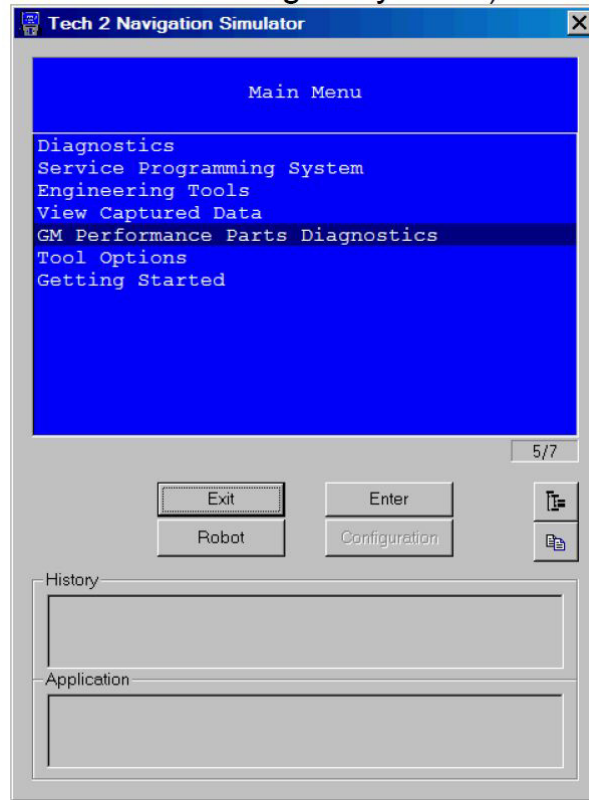 Tech 2 Navigation Simulator
Main Menu
Diagnostics
Service Programming System
Engineering Tools
View Captured Data
GM Performance Parts Diagnostics
Tool Options
Getting Started
5/7
Exit Enter
Robot Configuration
History
Application